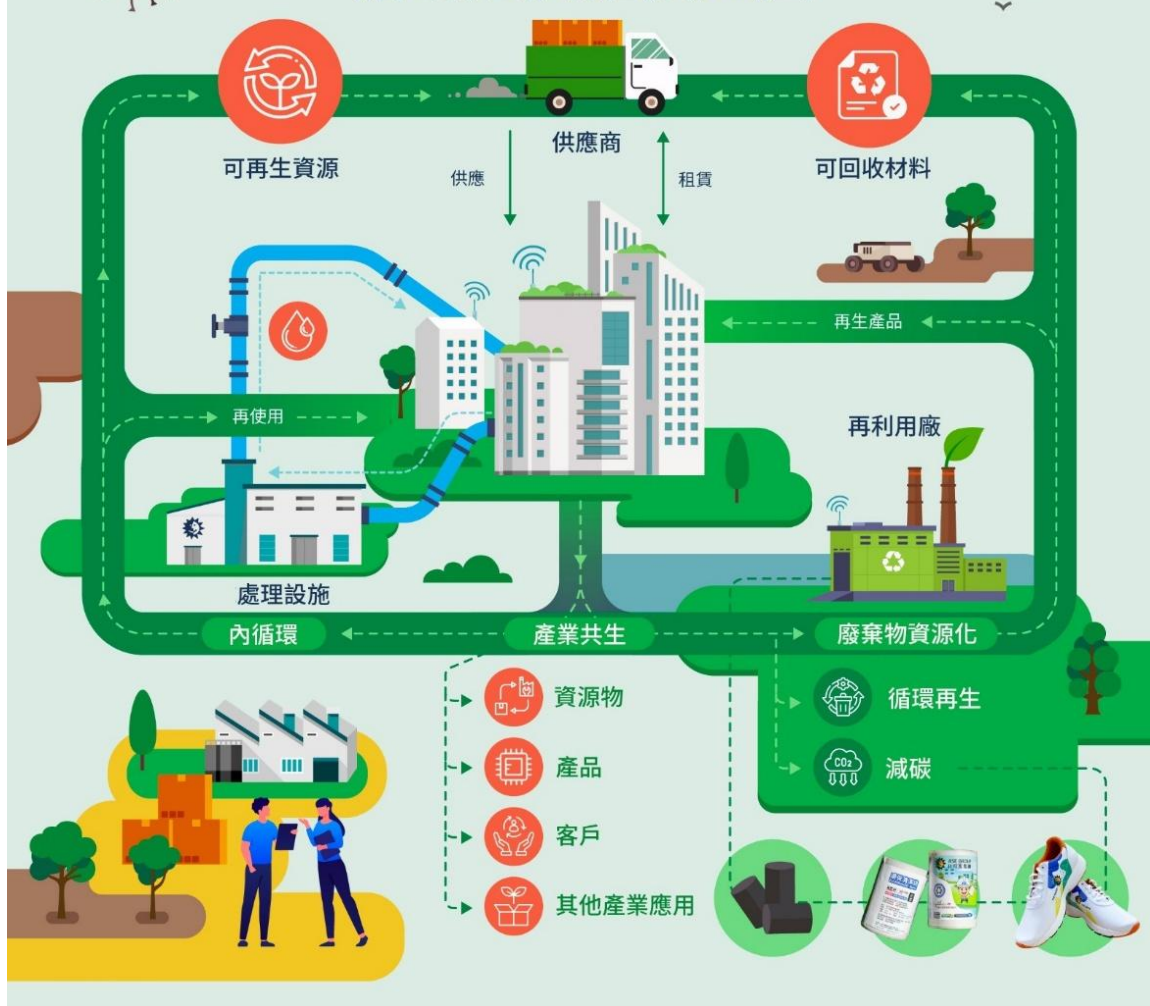 供應商
可再生資源
可回收材料
供應
租賃
再生產品
再使用
再利用廠
處理設施
內循環
產業共生
廢棄物資源化
資源物
循環再生
產品
CO₂
減碳
客戶
其他產業應用